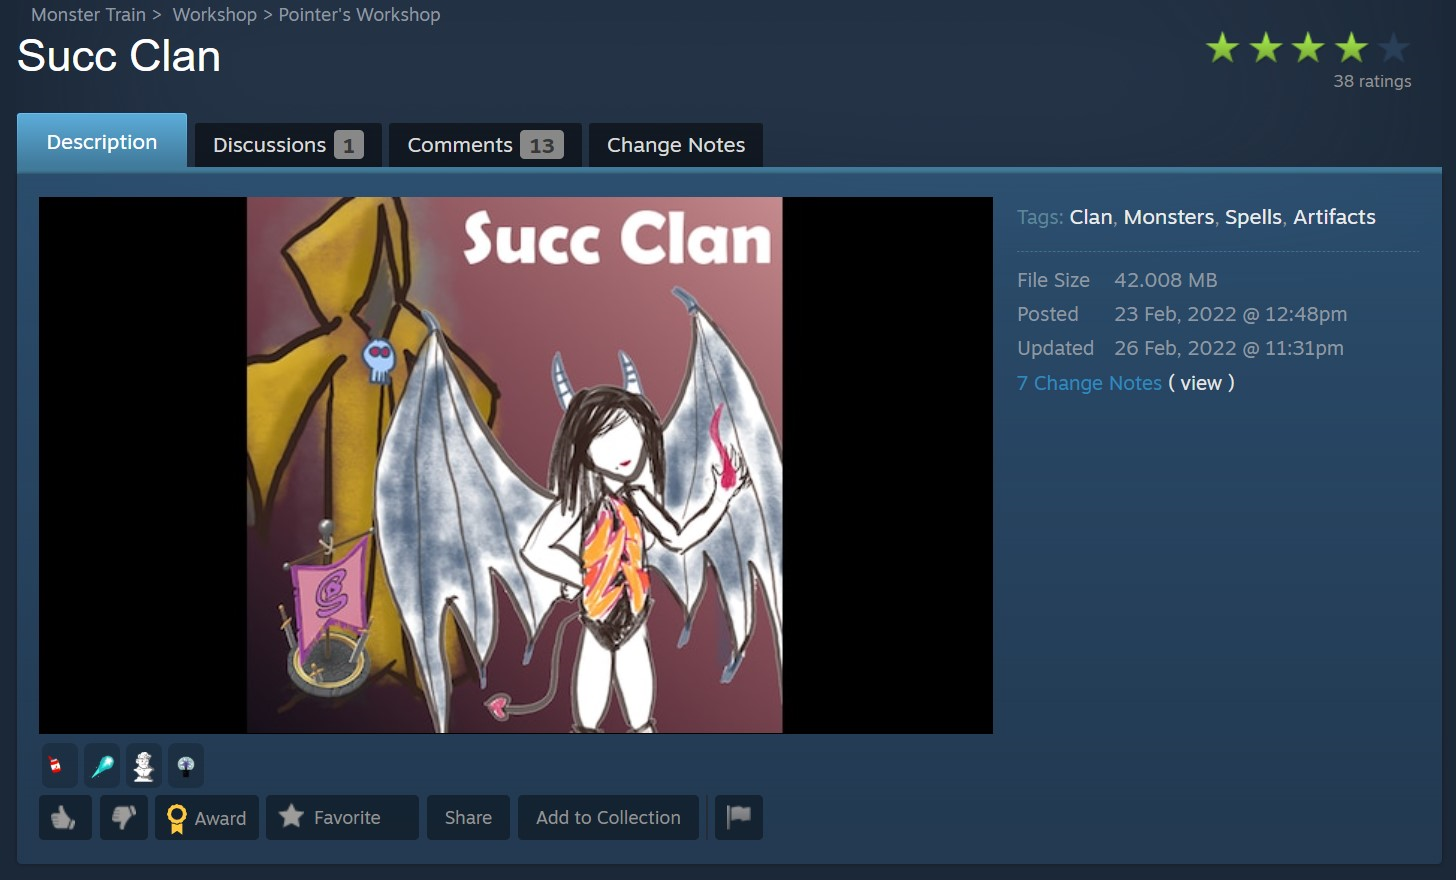 Monster Train > Workshop > Pointer's Workshop
Succ Clan
38 ratings
Description
Discussions 1
Comments 13
Change Notes
Succ Clan
Tags: Clan, Monsters, Spells, Artifacts
File Size 42.008 MB
Posted 23 Feb, 2022 @ 12:48pm
Updated 26 Feb, 2022 @ 11:31pm
7 Change Notes ( view )
Award
Favorite
Share
Add to Collection